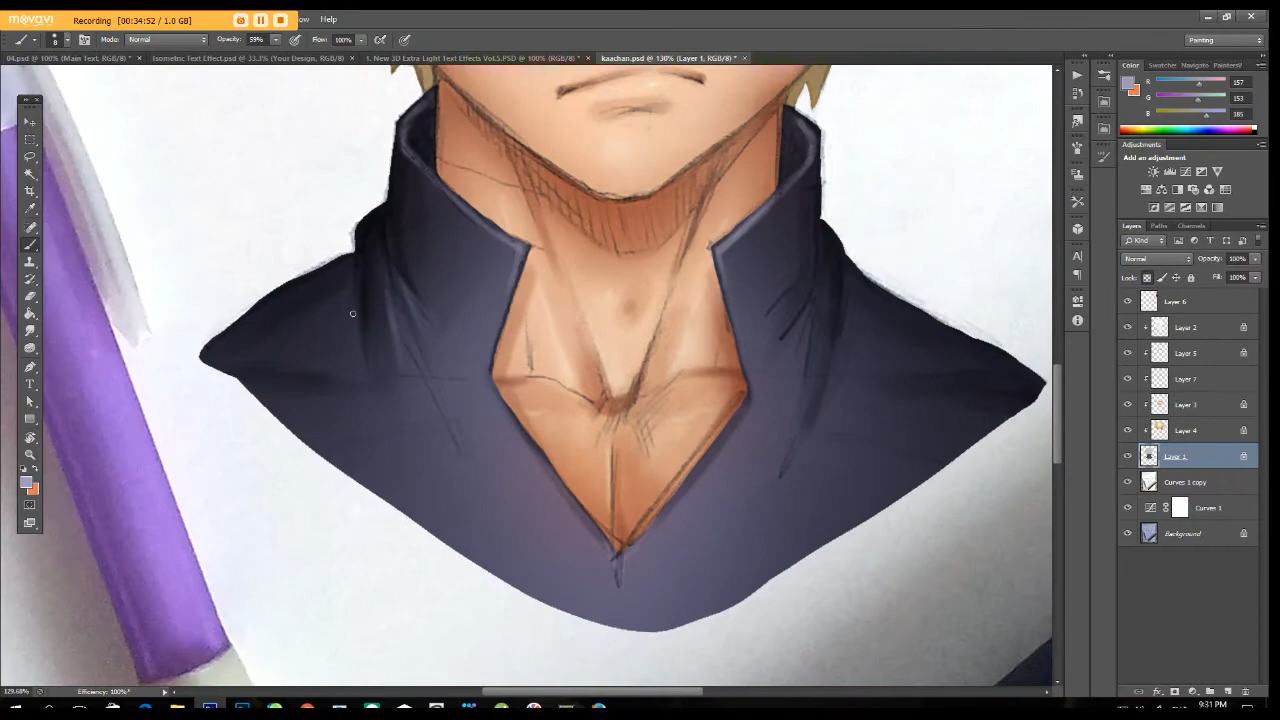 movavi Recording [00:34:52 / 1.0 GB] ow Help
8 Mode: Normal Opacity: 59% Flow: 100% Painting
04.psd @ 100% (Main Text, RGB/8) * Isometric Text Effect.psd @ 33.3% (Your Design, RGB/8) 1. New 3D Extra Light Text Effects Vol.5.PSD @ 100% (RGB/8) * kaachan.psd @ 130% (Layer 1, RGB/8) *
Color Swatches Navigato Painters
R 157
G 153
B 185
Adjustments
Add an adjustment
Layers Paths Channels
Kind
Normal Opacity: 100%
Lock: Fill: 100%
Layer 6
Layer 2
Layer 5
Layer 7
Layer 3
Layer 4
Layer 1
Curves 1 copy
Curves 1
Background
129.68% Efficiency: 100%*
9:31 PM